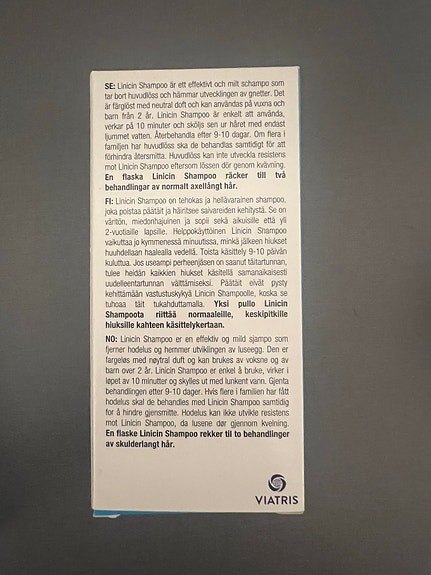 SE: Linicin Shampoo är ett effektivt och milt schampo som
tar bort huvudlöss och hämmar utvecklingen av gnetter. Det
är färglöst med neutral doft och kan användas på vuxna och
barn från 2 år. Linicin Shampoo är enkelt att använda,
verkar på 10 minuter och sköljs sen ur håret med endast
ljummet vatten. Återbehandla efter 9-10 dagar. Om flera i
familjen har huvudlöss ska de behandlas samtidigt för att
förhindra återsmitta. Huvudlöss kan inte utveckla resistens
mot Linicin Shampoo eftersom lössen dör genom kvävning.
En flaska Linicin Shampoo räcker till två
behandlingar av normalt axellångt hår.
FI: Linicin Shampoo on tehokas ja hellävarainen shampoo,
joka poistaa päätäit ja häiritsee saivareiden kehitystä. Se on
väritön, miedonhajuinen ja sopii sekä aikuisille että yli
2-vuotiaille lapsille. Helppokäyttöinen Linicin Shampoo
vaikuttaa jo kymmenessä minuutissa, minkä jälkeen hiukset
huuhdellaan haalealla vedellä. Toista käsittely 9-10 päivän
kuluttua. Jos useampi perheenjäsen on saanut täitartunnan,
tulee heidän kaikkien hiukset käsitellä samanaikaisesti
uudelleentartunnan välttämiseksi. Päätäit eivät pysty
kehittämään vastustuskykyä Linicin Shampoolle, koska se
tuhoaa täit tukahduttamalla. Yksi pullo Linicin
Shampoota riittää normaaleille, keskipitkille
hiuksille kahteen käsittelykertaan.
NO: Linicin Shampoo er en effektiv og mild sjampo som
fjerner hodelus og hemmer utviklingen av luseegg. Den er
fargeløs med nøytral duft og kan brukes av voksne og av
barn over 2 år. Linicin Shampoo er enkel å bruke, virker i
løpet av 10 minutter og skylles ut med lunkent vann. Gjenta
behandlingen etter 9-10 dager. Hvis flere i familien har fått
hodelus skal de behandles med Linicin Shampoo samtidig
for å hindre gjensmitte. Hodelus kan ikke utvikle resistens
mot Linicin Shampoo, da lusene dør gjennom kvelning.
En flaske Linicin Shampoo rekker til to behandlinger
av skulderlangt hår.
VIATRIS